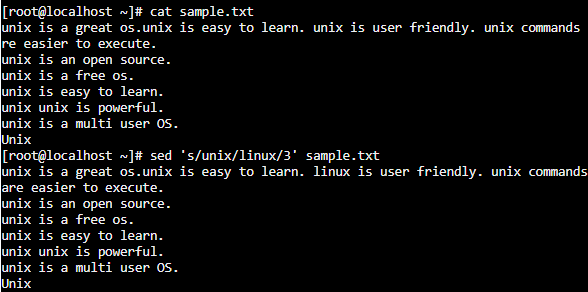 [root@localhost ~]# cat sample.txt
unix is a great os.unix is easy to learn. unix is user friendly. unix commands
re easier to execute.
unix is an open source.
unix is a free os.
unix is easy to learn.
unix unix is powerful.
unix is a multi user OS.
Unix
[root@localhost ~]# sed 's/unix/linux/3' sample.txt
unix is a great os.unix is easy to learn. linux is user friendly. unix commands
are easier to execute.
unix is an open source.
unix is a free os.
unix is easy to learn.
unix unix is powerful.
unix is a multi user OS.
Unix